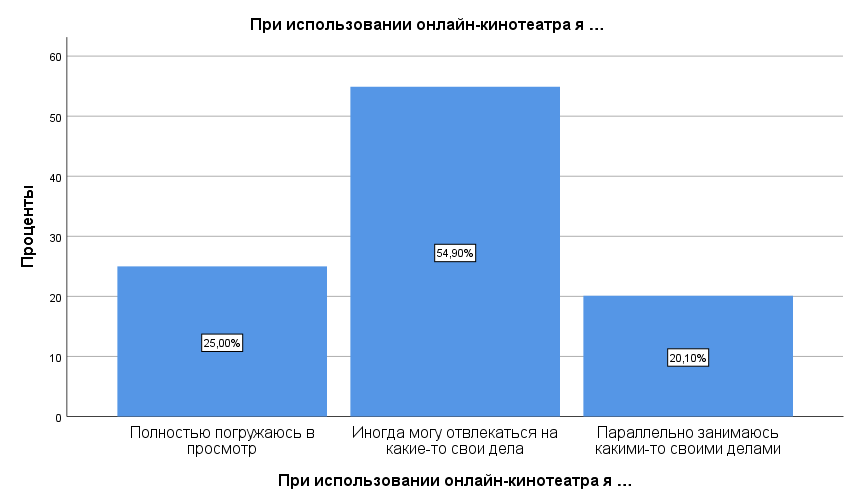 При использовании онлайн-кинотеатра я …
Проценты
60
50
40
30
20
10
0
25,00%
54,90%
20,10%
Полностью погружаюсь в
просмотр
Иногда могу отвлекаться на
какие-то свои дела
Параллельно занимаюсь
какими-то своими делами
При использовании онлайн-кинотеатра я …